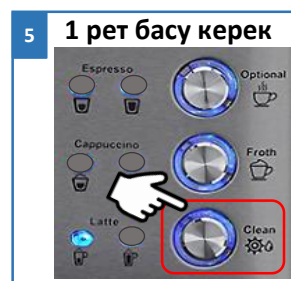 5
1 рет басу керек
Espresso
Optional
Cappuccino
Froth
Latte
Clean